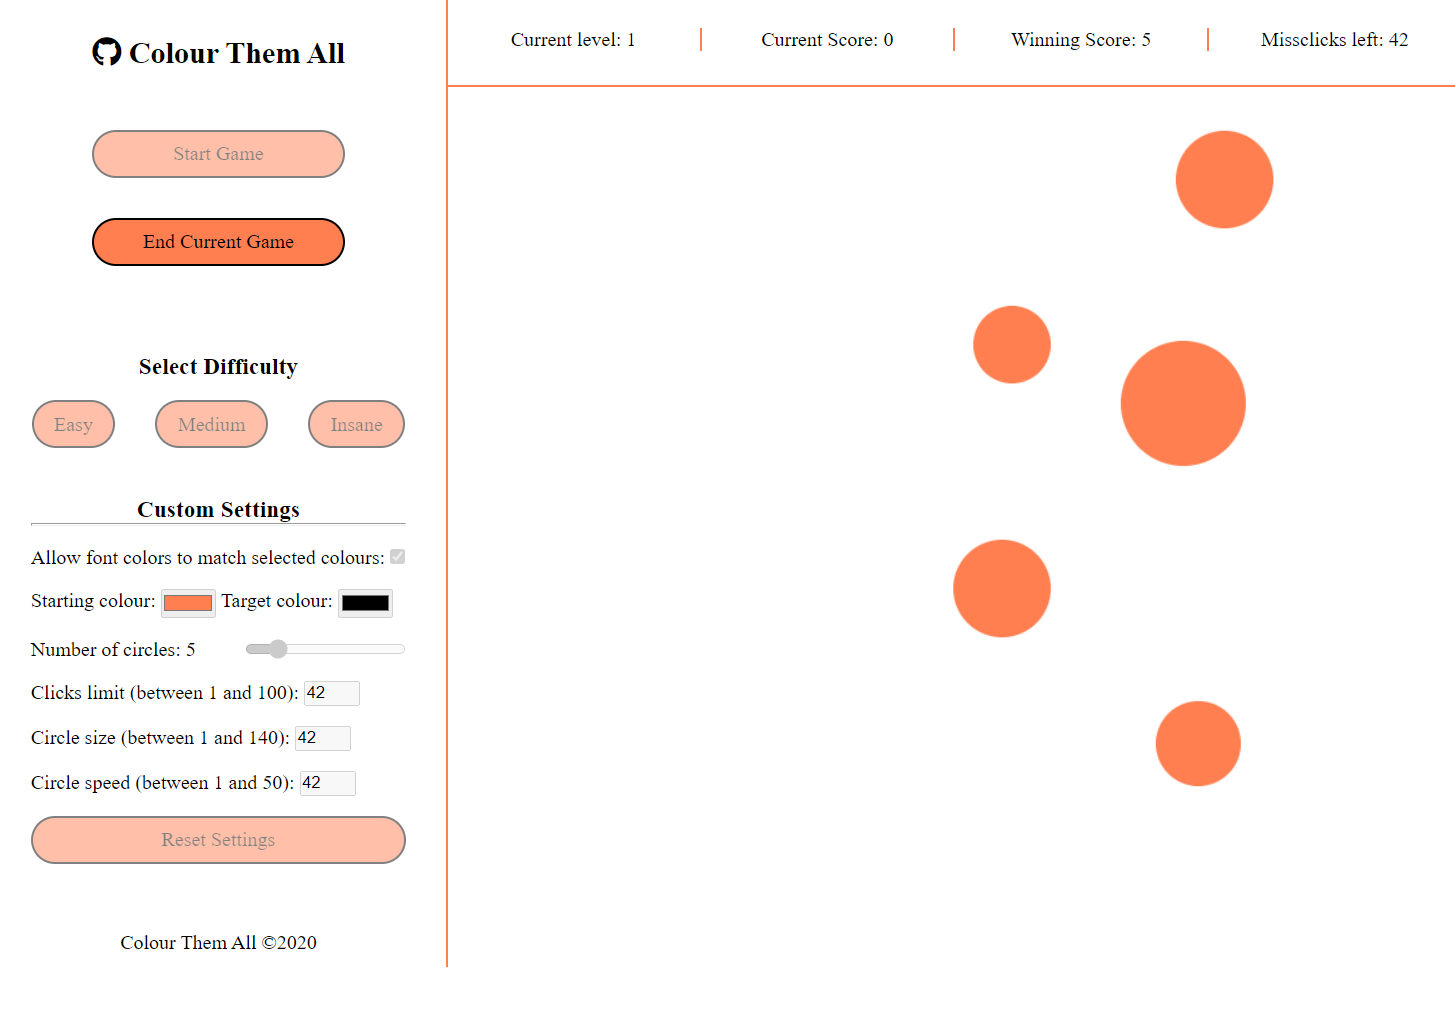 Colour Them All
Start Game
End Current Game
Select Difficulty
Easy Medium Insane
Custom Settings
Allow font colors to match selected colours:
Starting colour: Target colour:
Number of circles: 5
Clicks limit (between 1 and 100): 42
Circle size (between 1 and 140): 42
Circle speed (between 1 and 50): 42
Reset Settings
Colour Them All ©2020
Current level: 1
Current Score: 0
Winning Score: 5
Missclicks left: 42